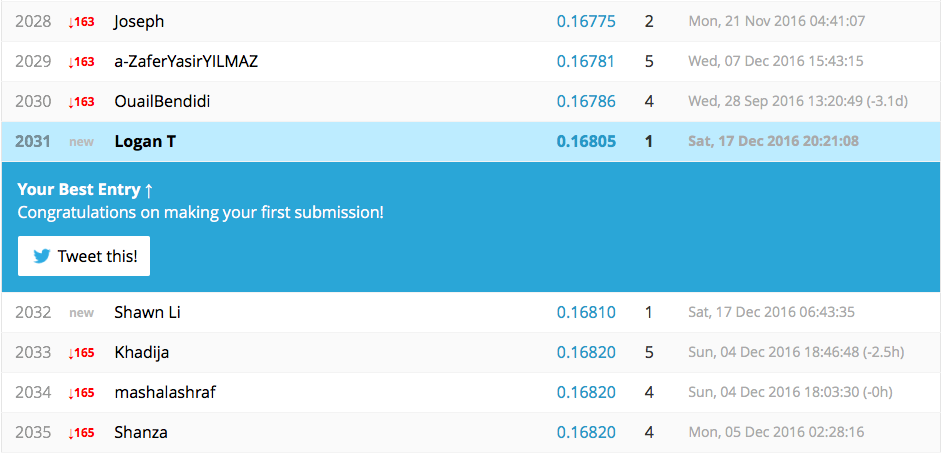 2028 ↓163 Joseph 0.16775 2 Mon, 21 Nov 2016 04:41:07
2029 ↓163 a-ZaferYasirYILMAZ 0.16781 5 Wed, 07 Dec 2016 15:43:15
2030 ↓163 OuailBendidi 0.16786 4 Wed, 28 Sep 2016 13:20:49 (-3.1d)
2031 new Logan T 0.16805 1 Sat, 17 Dec 2016 20:21:08
Your Best Entry ↑
Congratulations on making your first submission!
Tweet this!
2032 new Shawn Li 0.16810 1 Sat, 17 Dec 2016 06:43:35
2033 ↓165 Khadija 0.16820 5 Sun, 04 Dec 2016 18:46:48 (-2.5h)
2034 ↓165 mashalashraf 0.16820 4 Sun, 04 Dec 2016 18:03:30 (-0h)
2035 ↓165 Shanza 0.16820 4 Mon, 05 Dec 2016 02:28:16